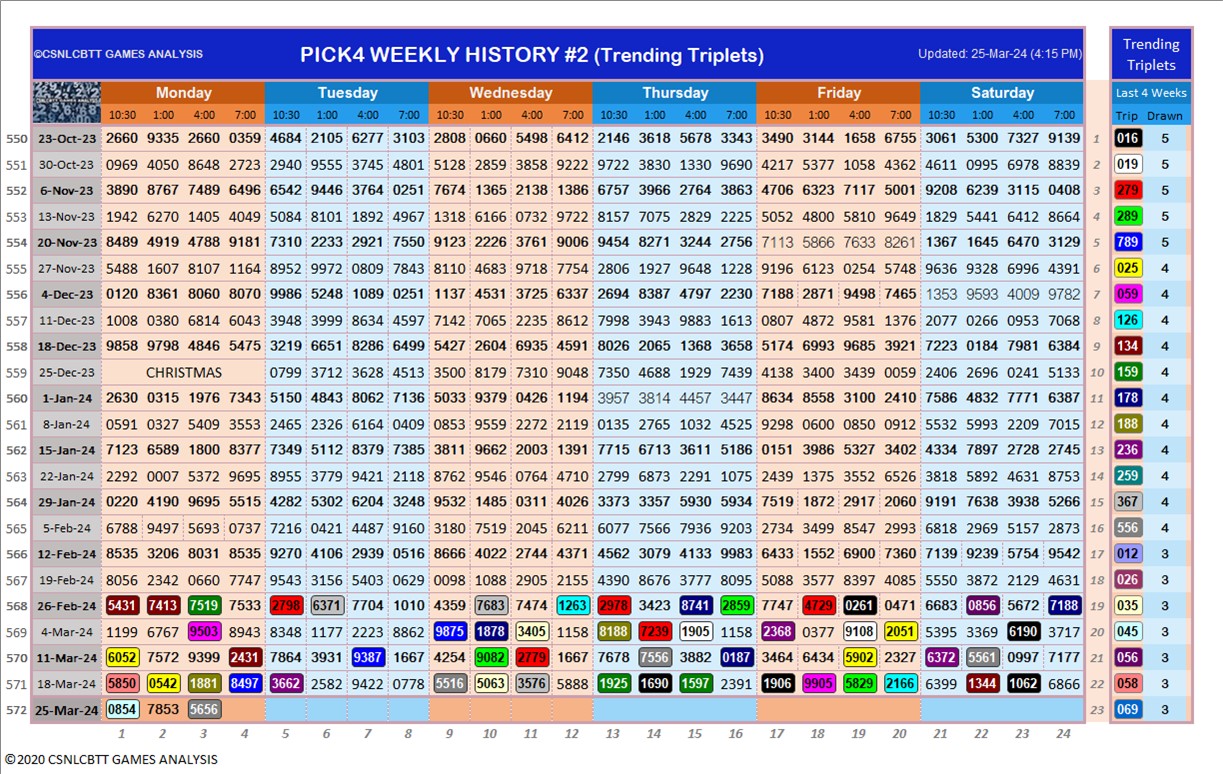 ©CSNLCBTT GAMES ANALYSIS PICK4 WEEKLY HISTORY #2 (Trending Triplets) Updated: 25-Mar-24 (4:15 PM) Trending Triplets
Monday Tuesday Wednesday Thursday Friday Saturday Last 4 Weeks
10:30 1:00 4:00 7:00 10:30 1:00 4:00 7:00 10:30 1:00 4:00 7:00 10:30 1:00 4:00 7:00 10:30 1:00 4:00 7:00 10:30 1:00 4:00 7:00 Trip Drawn
550 23-Oct-23 2660 9335 2660 0359 4684 2105 6277 3103 2808 0660 5498 6412 2146 3618 5678 3343 3490 3144 1658 6755 3061 5300 7327 9139 1 016 5
551 30-Oct-23 0969 4050 8648 2723 2940 9555 3745 4801 5128 2859 3858 9222 9722 3830 1330 9690 4217 5377 1058 4362 4611 0995 6978 8839 2 019 5
552 6-Nov-23 3890 8767 7489 6496 6542 9446 3764 0251 7674 1365 2138 1386 6757 3966 2764 3863 4706 6323 7117 5001 9208 6239 3115 0408 3 279 5
553 13-Nov-23 1942 6270 1405 4049 5084 8101 1892 4967 1318 6166 0732 9722 8157 7075 2829 2225 5052 4800 5810 9649 1829 5441 6412 8664 4 289 5
554 20-Nov-23 8489 4919 4788 9181 7310 2233 2921 7550 9123 2226 3761 9006 9454 8271 3244 2756 7113 5866 7633 8261 1367 1645 6470 3129 5 789 5
555 27-Nov-23 5488 1607 8107 1164 8952 9972 0809 7843 8110 4683 9718 7754 2806 1927 9648 1228 9196 6123 0254 5748 9636 9328 6996 4391 6 025 4
556 4-Dec-23 0120 8361 8060 8070 9986 5248 1089 0251 1137 4531 3725 6337 2694 8387 4797 2230 7188 2871 9498 7465 1353 9593 4009 9782 7 059 4
557 11-Dec-23 1008 0380 6814 6043 3948 3999 8634 4597 7142 7065 2235 8612 7998 3943 9883 1613 0807 4872 9581 1376 2077 0266 0953 7068 8 126 4
558 18-Dec-23 9858 9798 4846 5475 3219 6651 8286 6499 5427 2604 6935 4591 8026 2065 1368 3658 5174 6993 9685 3921 7223 0184 7981 6384 9 134 4
559 25-Dec-23 CHRISTMAS 0799 3712 3628 4513 3500 8179 7310 9048 7350 4688 1929 7439 4138 3400 3439 0059 2406 2696 0241 5133 10 159 4
560 1-Jan-24 2630 0315 1976 7343 5150 4843 8062 7136 5033 9379 0426 1194 3957 3814 4457 3447 8634 8558 3100 2410 7586 4832 7771 6387 11 178 4
561 8-Jan-24 0591 0327 5409 3553 2465 2326 6164 0409 0853 9559 2272 2119 0135 2765 1032 4525 9298 0600 0850 0912 5532 5993 2209 7015 12 188 4
562 15-Jan-24 7123 6589 1800 8377 7349 5112 8379 7385 3811 9662 2003 1391 7715 6713 3611 5186 0151 3986 5327 3402 4334 7897 2728 2745 13 236 4
563 22-Jan-24 2292 0007 5372 9695 8955 3779 9421 2118 3762 9546 0764 4710 2799 6873 2291 1075 2439 1375 3552 6526 3818 5892 4631 8753 14 259 4
564 29-Jan-24 0220 4190 9695 5515 4282 5302 6204 3248 9532 1485 0311 4026 3373 3357 5930 5934 7519 1872 2917 2060 9191 7638 3938 5266 15 367 4
565 5-Feb-24 6788 9497 5693 0737 7216 0421 4487 9160 3180 7519 2045 6211 6077 7566 7936 9203 2734 3499 8547 2993 6818 2969 5157 2873 16 556 4
566 12-Feb-24 8535 3206 8031 8535 9270 4106 2939 0516 8666 4022 2744 4371 4562 3079 4133 9983 6433 1552 6900 7360 7139 9239 5754 9542 17 012 3
567 19-Feb-24 8056 2342 0660 7747 9543 3156 5403 0629 0098 1088 2905 2155 4390 8676 3777 8095 5088 3577 8397 4085 5550 3872 2129 4631 18 026 3
568 26-Feb-24 5431 7413 7519 7533 2798 6371 7704 1010 4359 7683 7474 1263 2978 3423 8741 2859 7747 4729 0261 0471 6683 0856 5672 7188 19 035 3
569 4-Mar-24 1199 6767 9503 8943 8348 1177 2223 8862 9875 1878 3405 1158 8188 7239 1905 1158 2368 0377 9108 2051 5395 3369 6190 3717 20 045 3
570 11-Mar-24 6052 7572 9399 2431 7864 3931 9387 1667 4254 9082 2779 1667 7678 7556 3882 0187 3464 6434 5902 2327 6372 5561 0997 7177 21 056 3
571 18-Mar-24 5850 0542 1881 8497 3662 2582 9422 0778 5516 5063 3576 5888 1925 1690 1597 2391 1906 9905 5829 2166 6399 1344 1062 6866 22 058 3
572 25-Mar-24 0854 7853 5656 23 069 3
1 2 3 4 5 6 7 8 9 10 11 12 13 14 15 16 17 18 19 20 21 22 23 24
©2020 CSNLCBTT GAMES ANALYSIS